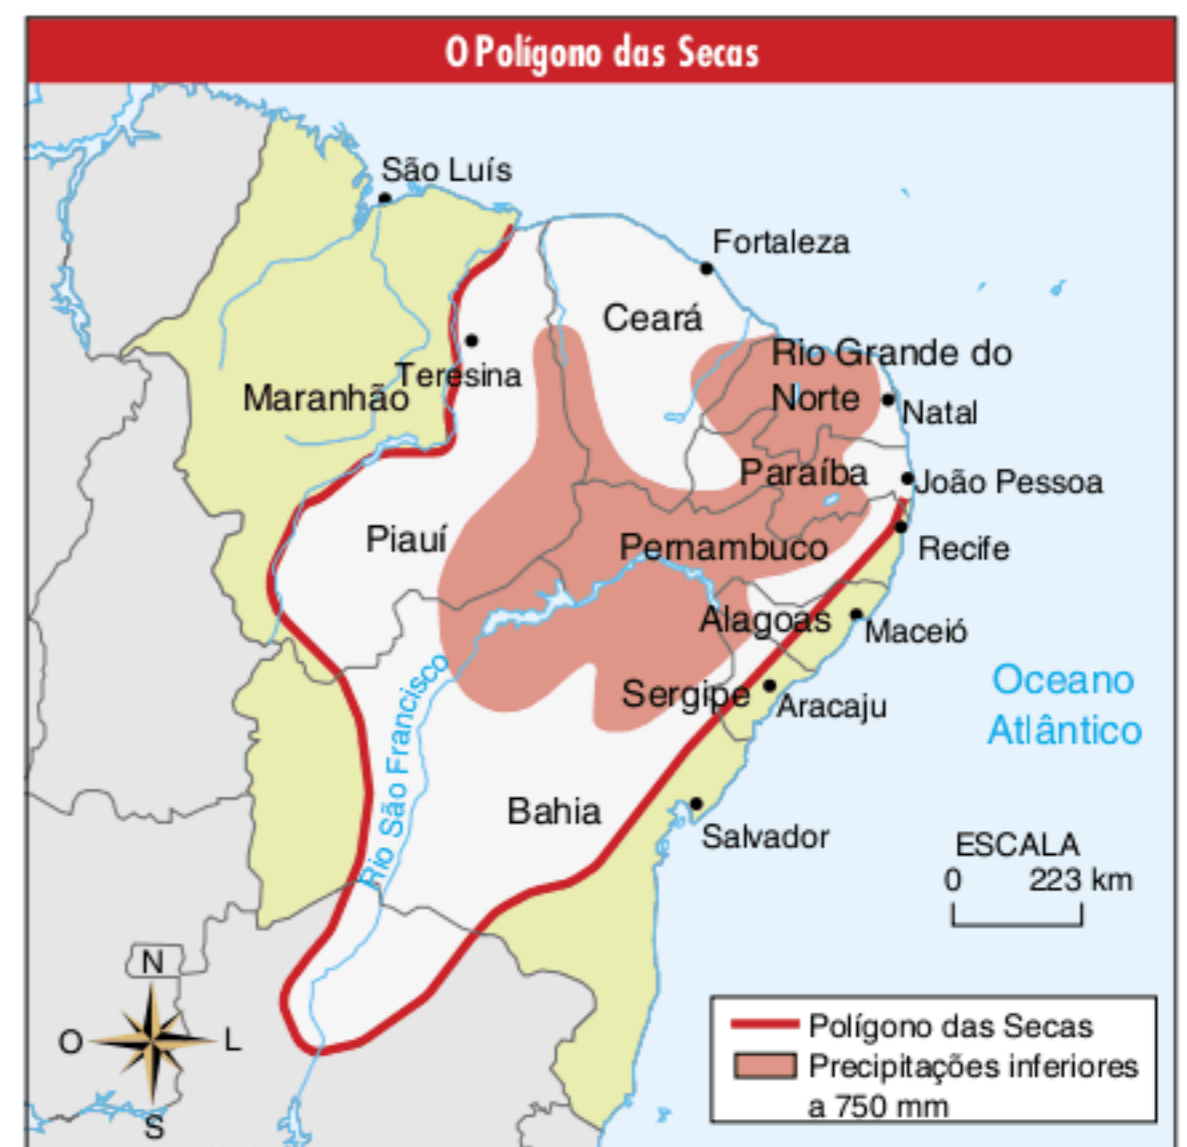 O Polígono das Secas
São Luís
Fortaleza
Ceará
Rio Grande do
Norte
Teresina
Maranhão
Natal
Paraíba
João Pessoa
Piauí
Pernambuco
Recife
Alagoas
Maceió
Sergipe
Aracaju
Oceano
Atlântico
Rio São Francisco
Bahia
Salvador
ESCALA
0 223 km
N
O L
S
Polígono das Secas
Precipitações inferiores
a 750 mm